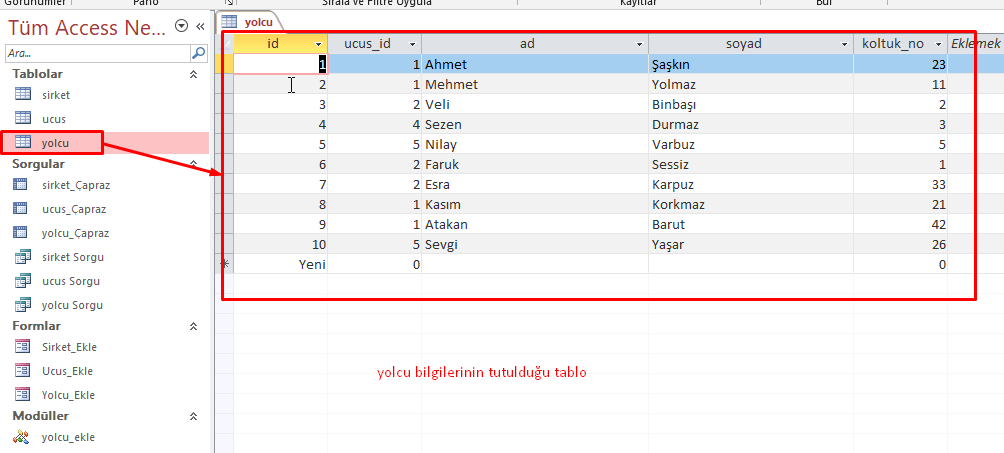 Görünümler Pano Sırala ve Filtre Uygula Kayıtlar Bul
Tüm Access Ne...
Ara...
Tablolar
sirket
ucus
yolcu
Sorgular
sirket_Çapraz
ucus_Çapraz
yolcu_Çapraz
sirket Sorgu
ucus Sorgu
yolcu Sorgu
Formlar
Sirket_Ekle
Ucus_Ekle
Yolcu_Ekle
Modüller
yolcu_ekle
yolcu
id ucus_id ad soyad koltuk_no Eklemek
1 1 Ahmet Şaşkın 23
2 1 Mehmet Yolmaz 11
3 2 Veli Binbaşı 2
4 4 Sezen Durmaz 3
5 5 Nilay Varbuz 5
6 2 Faruk Sessiz 1
7 2 Esra Karpuz 33
8 1 Kasım Korkmaz 21
9 1 Atakan Barut 42
10 5 Sevgi Yaşar 26
* Yeni 0 0
yolcu bilgilerinin tutulduğu tablo